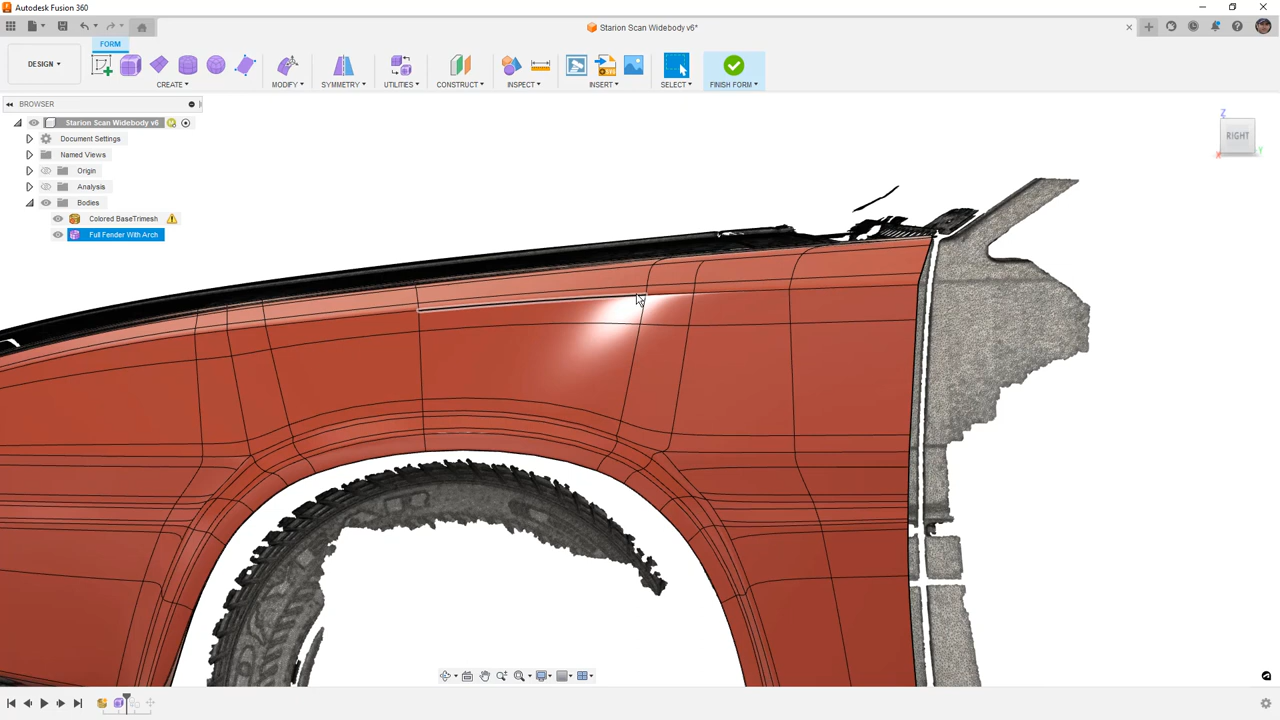 Autodesk Fusion 360
Starion Scan Widebody v6*
FORM
DESIGN
CREATE
MODIFY
SYMMETRY
UTILITIES
CONSTRUCT
INSPECT
INSERT
SELECT
FINISH FORM
BROWSER
Starion Scan Widebody v6
Document Settings
Named Views
Origin
Analysis
Bodies
Colored BaseTrimesh
Full Fender With Arch
Z
RIGHT
X
Y